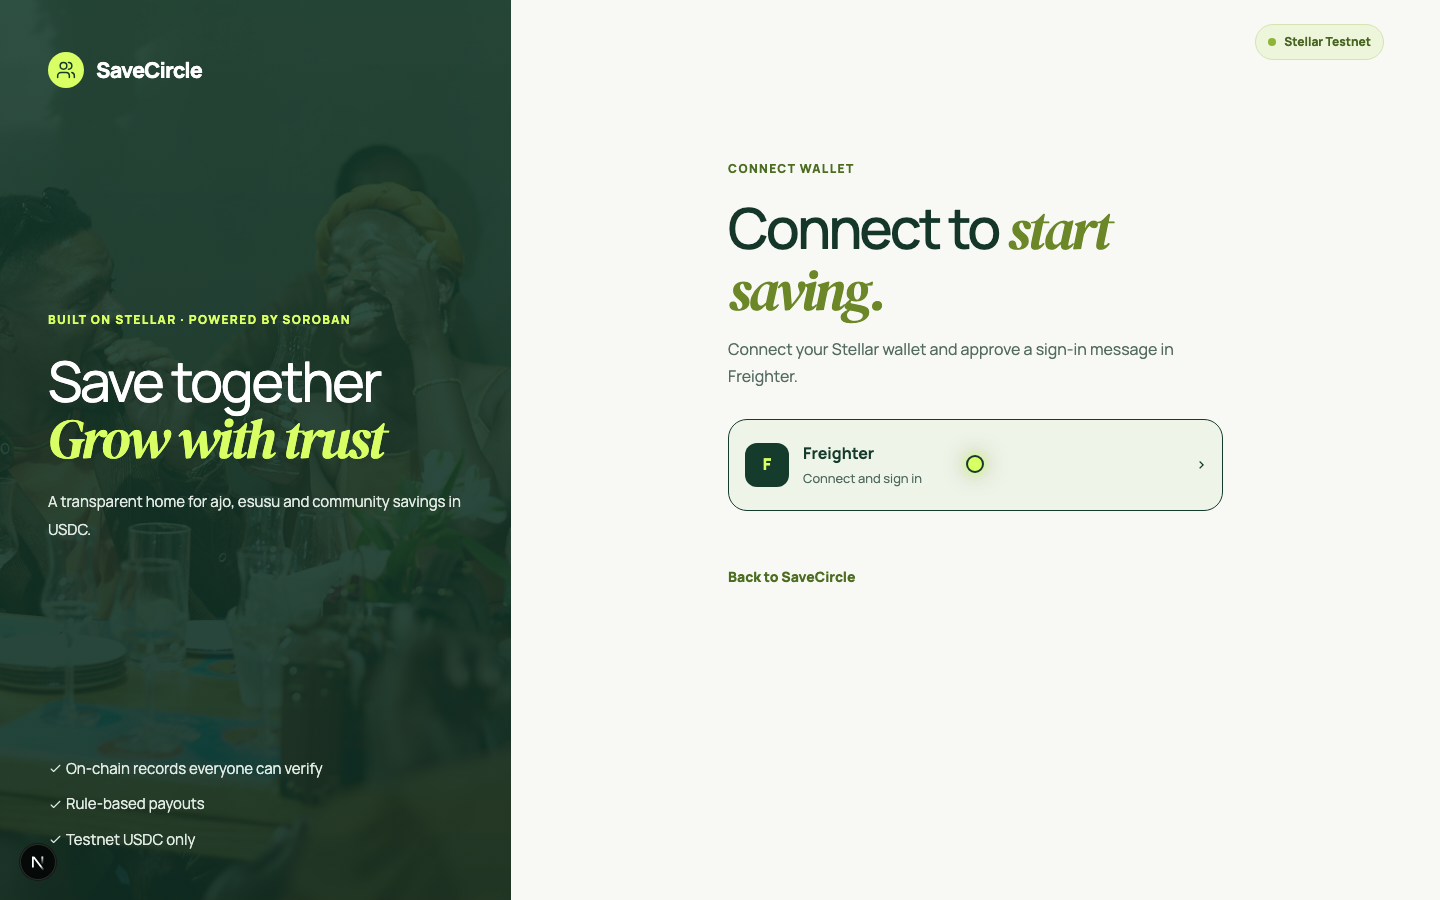 SaveCircle
BUILT ON STELLAR · POWERED BY SOROBAN
Save together
Grow with trust
A transparent home for ajo, esusu and community savings in
USDC.
On-chain records everyone can verify
Rule-based payouts
Testnet USDC only
N
Stellar Testnet
CONNECT WALLET
Connect to start
saving.
Connect your Stellar wallet and approve a sign-in message in
Freighter.
F
Freighter
Connect and sign in
Back to SaveCircle